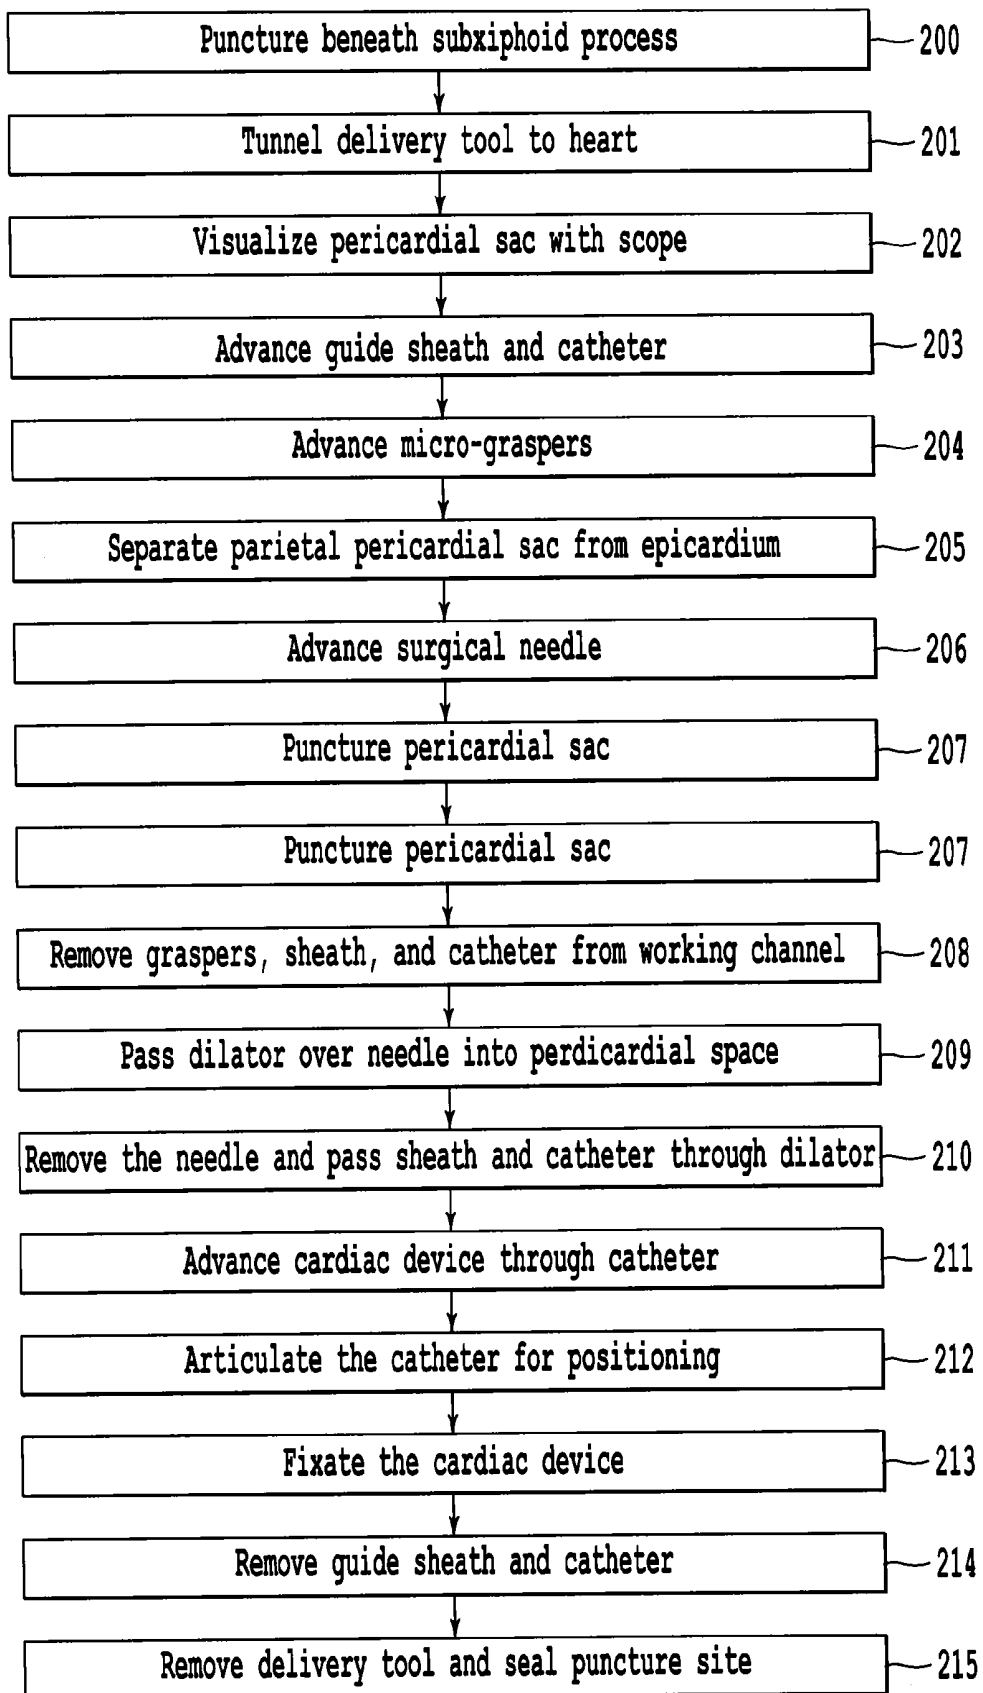 Puncture beneath subxiphoid process 200
Tunnel delivery tool to heart 201
Visualize pericardial sac with scope 202
Advance guide sheath and catheter 203
Advance micro-graspers 204
Separate parietal pericardial sac from epicardium 205
Advance surgical needle 206
Puncture pericardial sac 207
Puncture pericardial sac 207
Remove graspers, sheath, and catheter from working channel 208
Pass dilator over needle into perdicardial space 209
Remove the needle and pass sheath and catheter through dilator 210
Advance cardiac device through catheter 211
Articulate the catheter for positioning 212
Fixate the cardiac device 213
Remove guide sheath and catheter 214
Remove delivery tool and seal puncture site 215